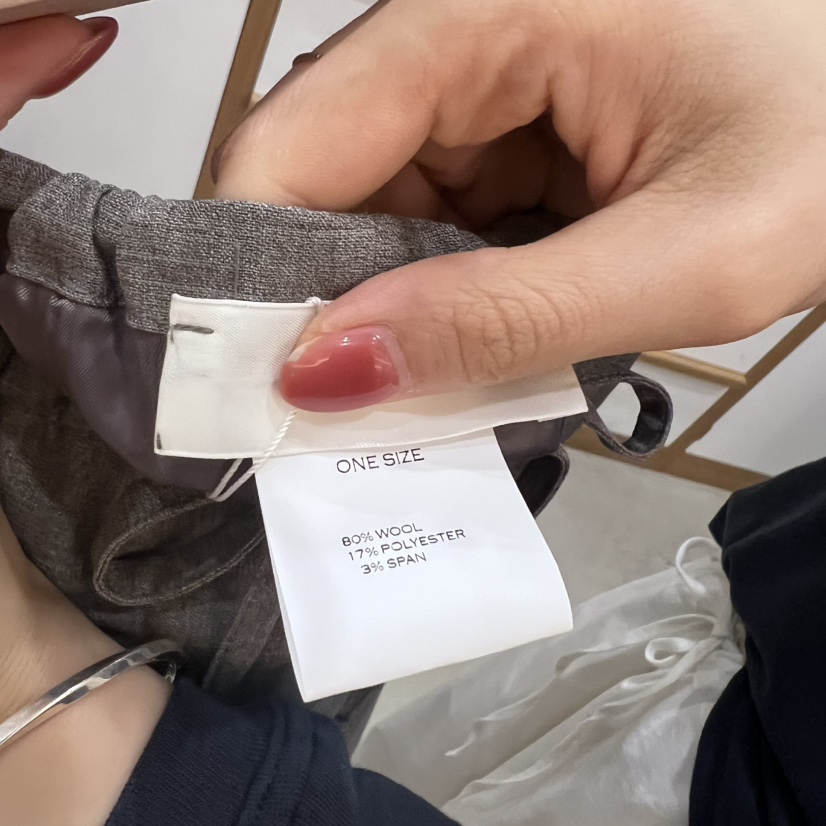 ONE SIZE
80% WOOL
17% POLYESTER
3% SPAN